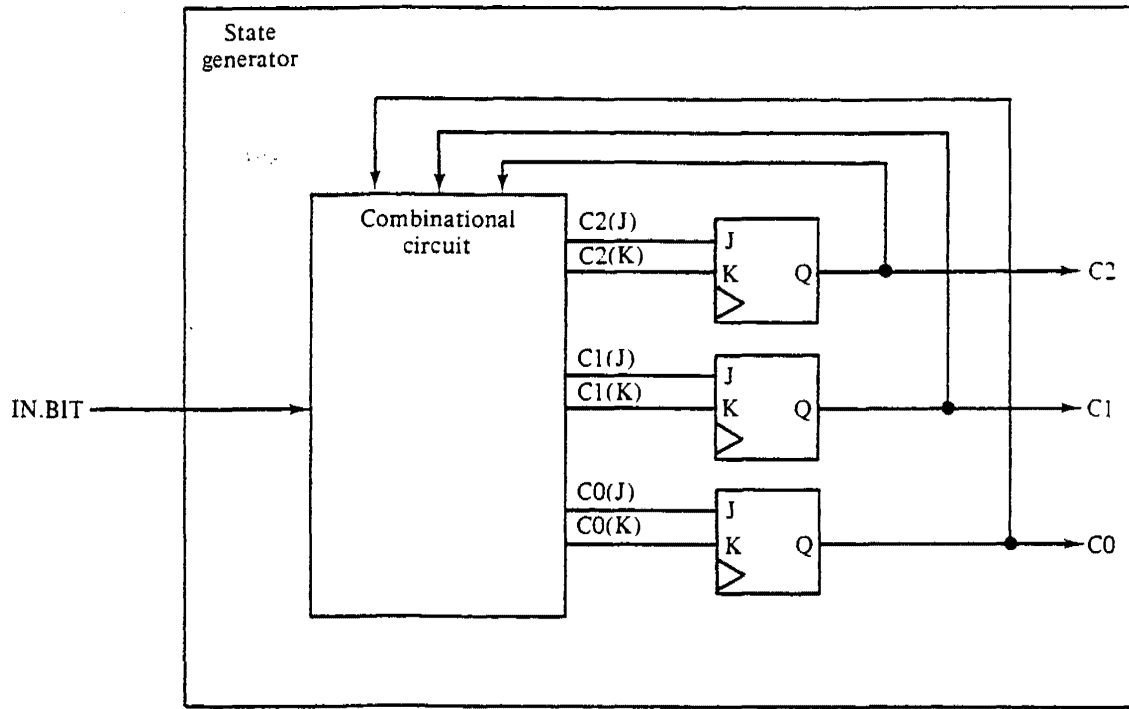 State
generator
Combinational
circuit
C2(J)
C2(K)
J
K
Q
C2
C1(J)
C1(K)
J
K
Q
C1
IN.BIT
C0(J)
C0(K)
J
K
Q
C0